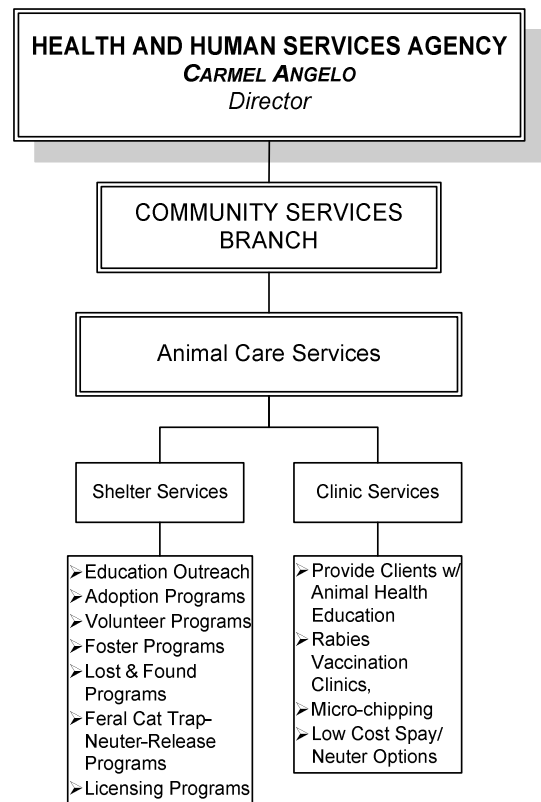 HEALTH AND HUMAN SERVICES AGENCY
CARMEL ANGELO
Director
COMMUNITY SERVICES
BRANCH
Animal Care Services
Shelter Services
Clinic Services
➢Education Outreach
➢Adoption Programs
➢Volunteer Programs
➢Foster Programs
➢Lost & Found
Programs
➢Feral Cat Trap-
Neuter-Release
Programs
➢Licensing Programs
➢Provide Clients w/
Animal Health
Education
➢Rabies
Vaccination
Clinics,
➢Micro-chipping
➢Low Cost Spay/
Neuter Options